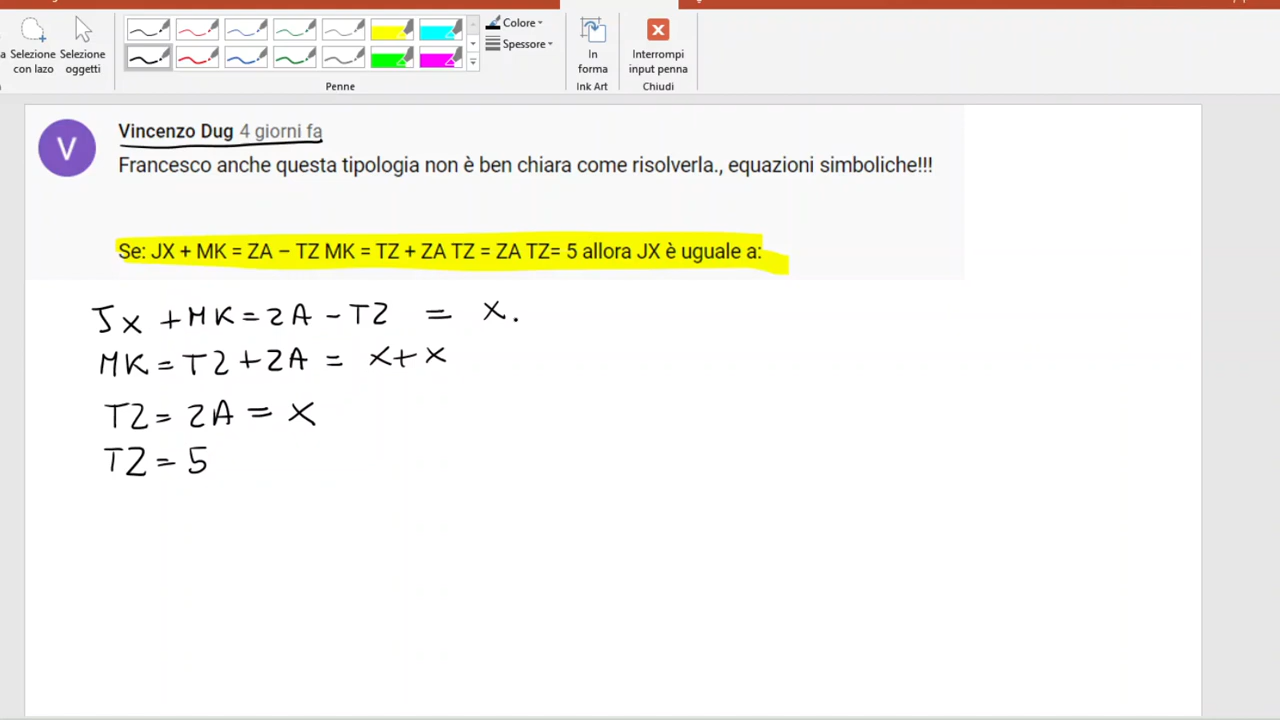 Selezione con lazo
Selezione oggetti
Penne
Colore
Spessore
In forma
Ink Art
Interrompi input penna
Chiudi
V
Vincenzo Dug 4 giorni fa
Francesco anche questa tipologia non è ben chiara come risolverla., equazioni simboliche!!!
Se: JX + MK = ZA – TZ MK = TZ + ZA TZ = ZA TZ= 5 allora JX è uguale a:
Jx + MK = ZA - TZ = x.
MK = TZ + ZA = x + x
TZ = ZA = x
TZ = 5